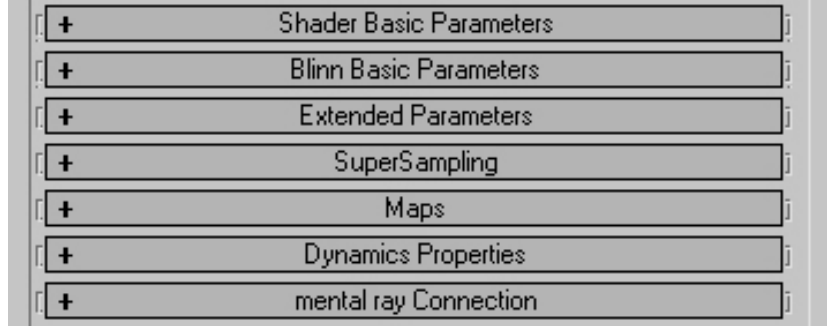 + Shader Basic Parameters
+ Blinn Basic Parameters
+ Extended Parameters
+ SuperSampling
+ Maps
+ Dynamics Properties
+ mental ray Connection